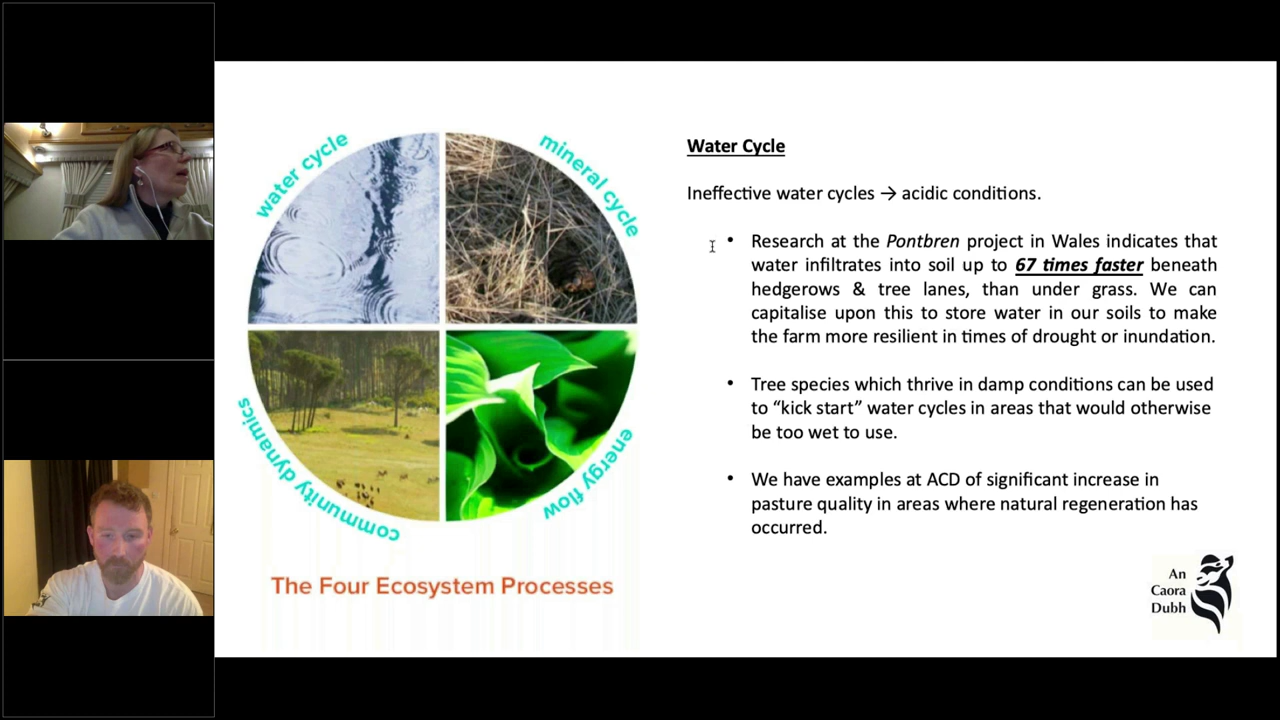 water cycle
mineral cycle
community dynamics
energy flow
The Four Ecosystem Processes
Water Cycle
Ineffective water cycles → acidic conditions.
• Research at the Pontbren project in Wales indicates that
water infiltrates into soil up to 67 times faster beneath
hedgerows & tree lanes, than under grass. We can
capitalise upon this to store water in our soils to make
the farm more resilient in times of drought or inundation.
• Tree species which thrive in damp conditions can be used
to “kick start” water cycles in areas that would otherwise
be too wet to use.
• We have examples at ACD of significant increase in
pasture quality in areas where natural regeneration has
occurred.
An
Caora
Dubh